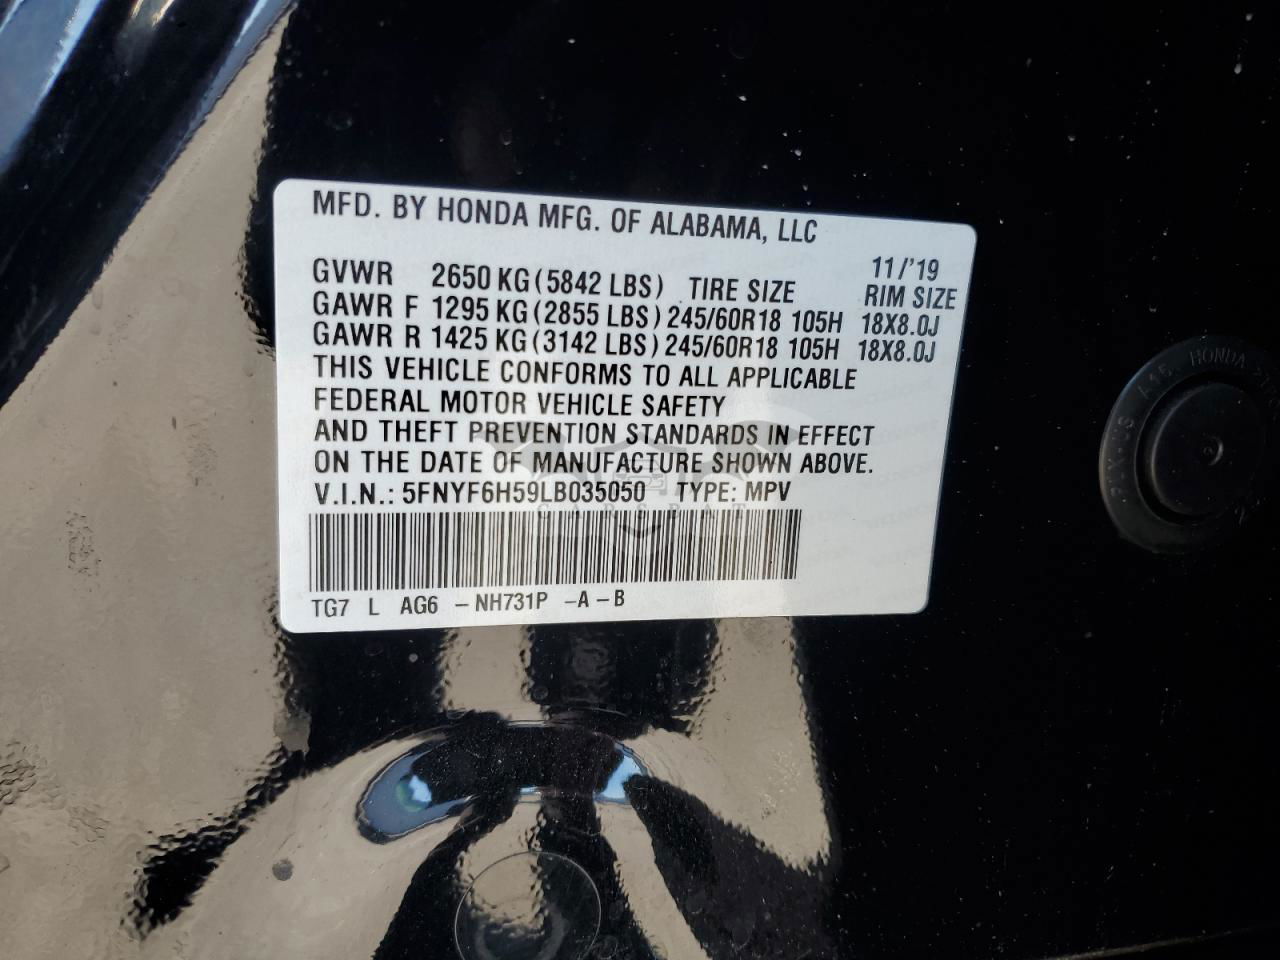 MFD. BY HONDA MFG. OF ALABAMA, LLC
11/'19
GVWR 2650 KG (5842 LBS) TIRE SIZE RIM SIZE
GAWR F 1295 KG (2855 LBS) 245/60R18 105H 18X8.0J
GAWR R 1425 KG (3142 LBS) 245/60R18 105H 18X8.0J
THIS VEHICLE CONFORMS TO ALL APPLICABLE
FEDERAL MOTOR VEHICLE SAFETY
AND THEFT PREVENTION STANDARDS IN EFFECT
ON THE DATE OF MANUFACTURE SHOWN ABOVE.
V.I.N.: 5FNYF6H59LB035050 TYPE: MPV
CARSBAT
TG7 L AG6 -NH731P -A-B
HONDA